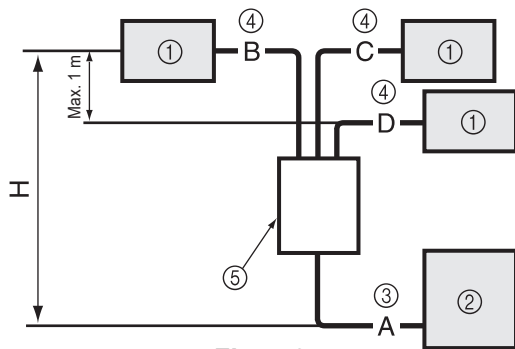 ④ ④
① B C ①
Max. 1 m
④
D ①
H
⑤
③
A ②